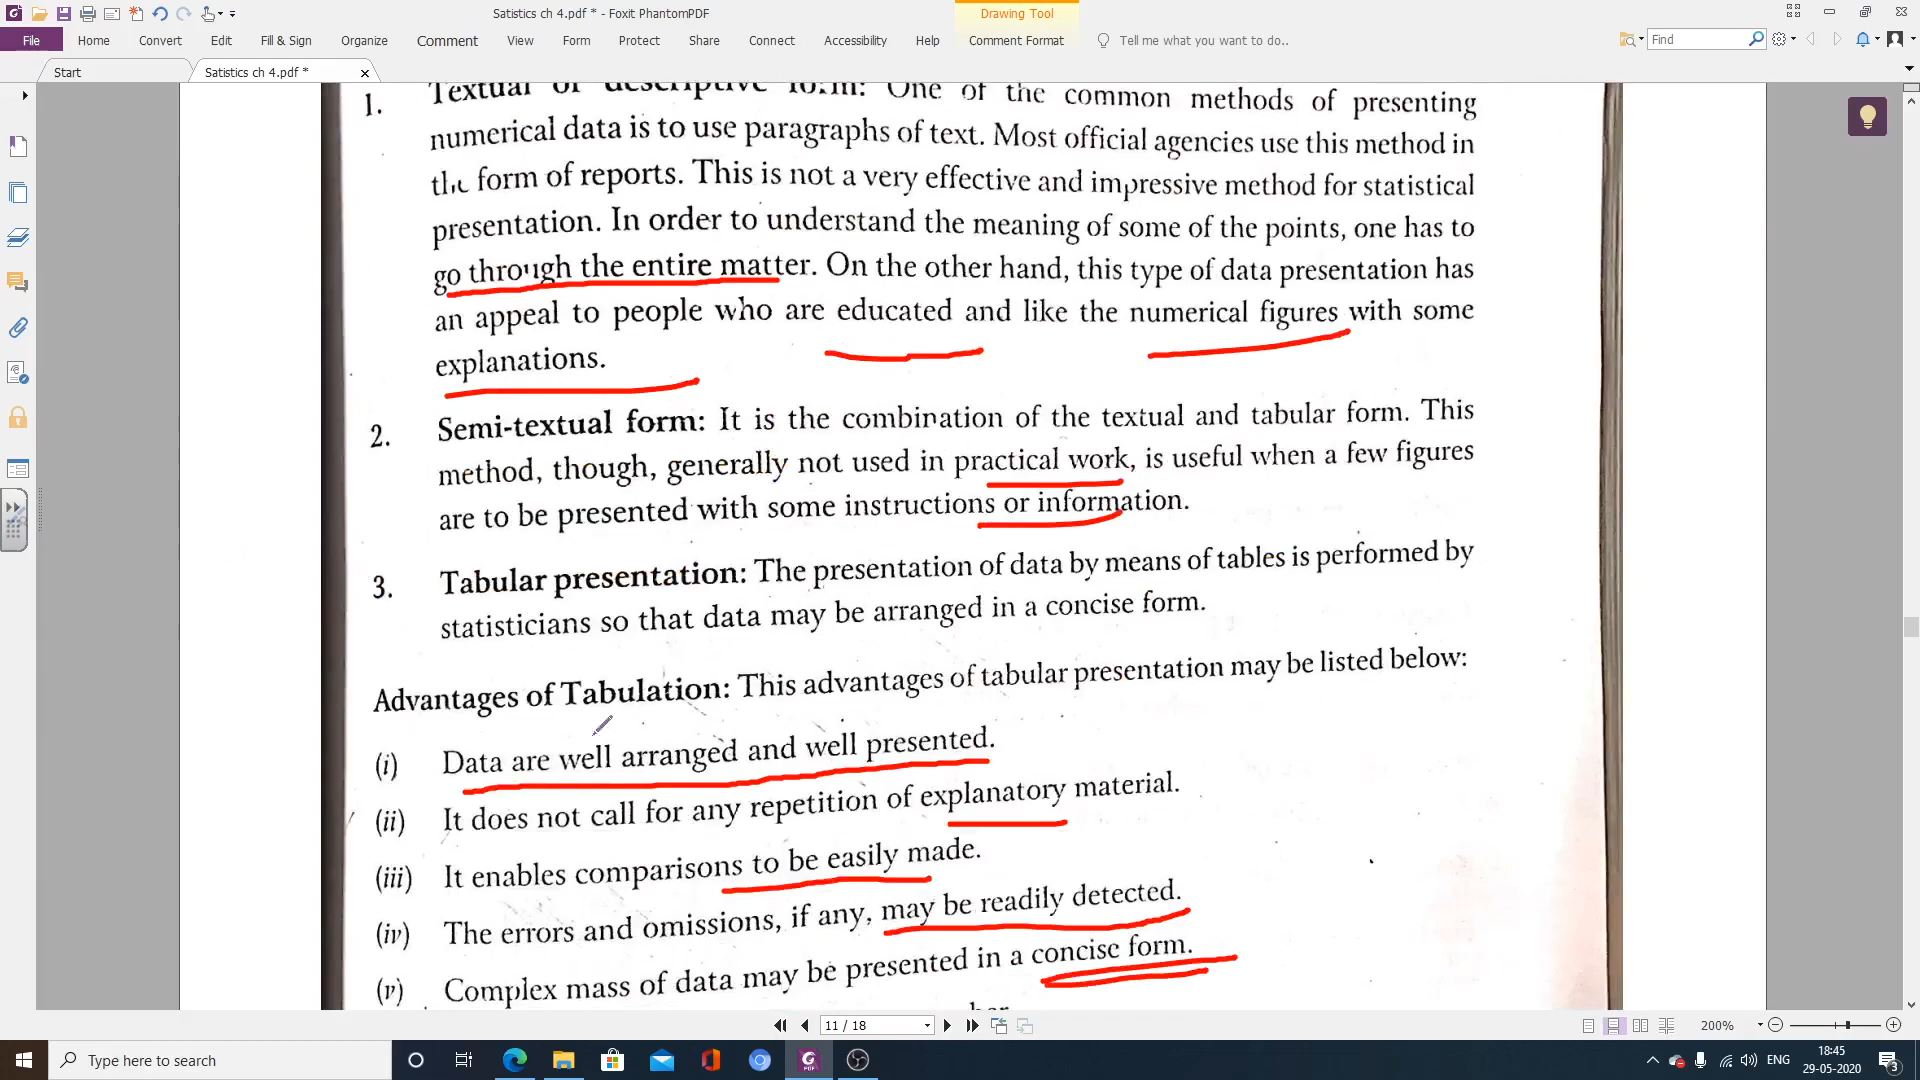 Satistics ch 4.pdf * - Foxit PhantomPDF
Drawing Tool
File Home Convert Edit Fill & Sign Organize Comment View Form Protect Share Connect Accessibility Help Comment Format Tell me what you want to do.. Find
Start Satistics ch 4.pdf *
1. Textual or descriptive form: One of the common methods of presenting
numerical data is to use paragraphs of text. Most official agencies use this method in
the form of reports. This is not a very effective and impressive method for statistical
presentation. In order to understand the meaning of some of the points, one has to
go through the entire matter. On the other hand, this type of data presentation has
an appeal to people who are educated and like the numerical figures with some
explanations.
2. Semi-textual form: It is the combination of the textual and tabular form. This
method, though, generally not used in practical work, is useful when a few figures
are to be presented with some instructions or information.
3. Tabular presentation: The presentation of data by means of tables is performed by
statisticians so that data may be arranged in a concise form.
Advantages of Tabulation: This advantages of tabular presentation may be listed below:
(i) Data are well arranged and well presented.
(ii) It does not call for any repetition of explanatory material.
(iii) It enables comparisons to be easily made.
(iv) The errors and omissions, if any, may be readily detected.
(v) Complex mass of data may be presented in a concise form.
11 / 18
200%
Type here to search
ENG
18:45
29-05-2020
3